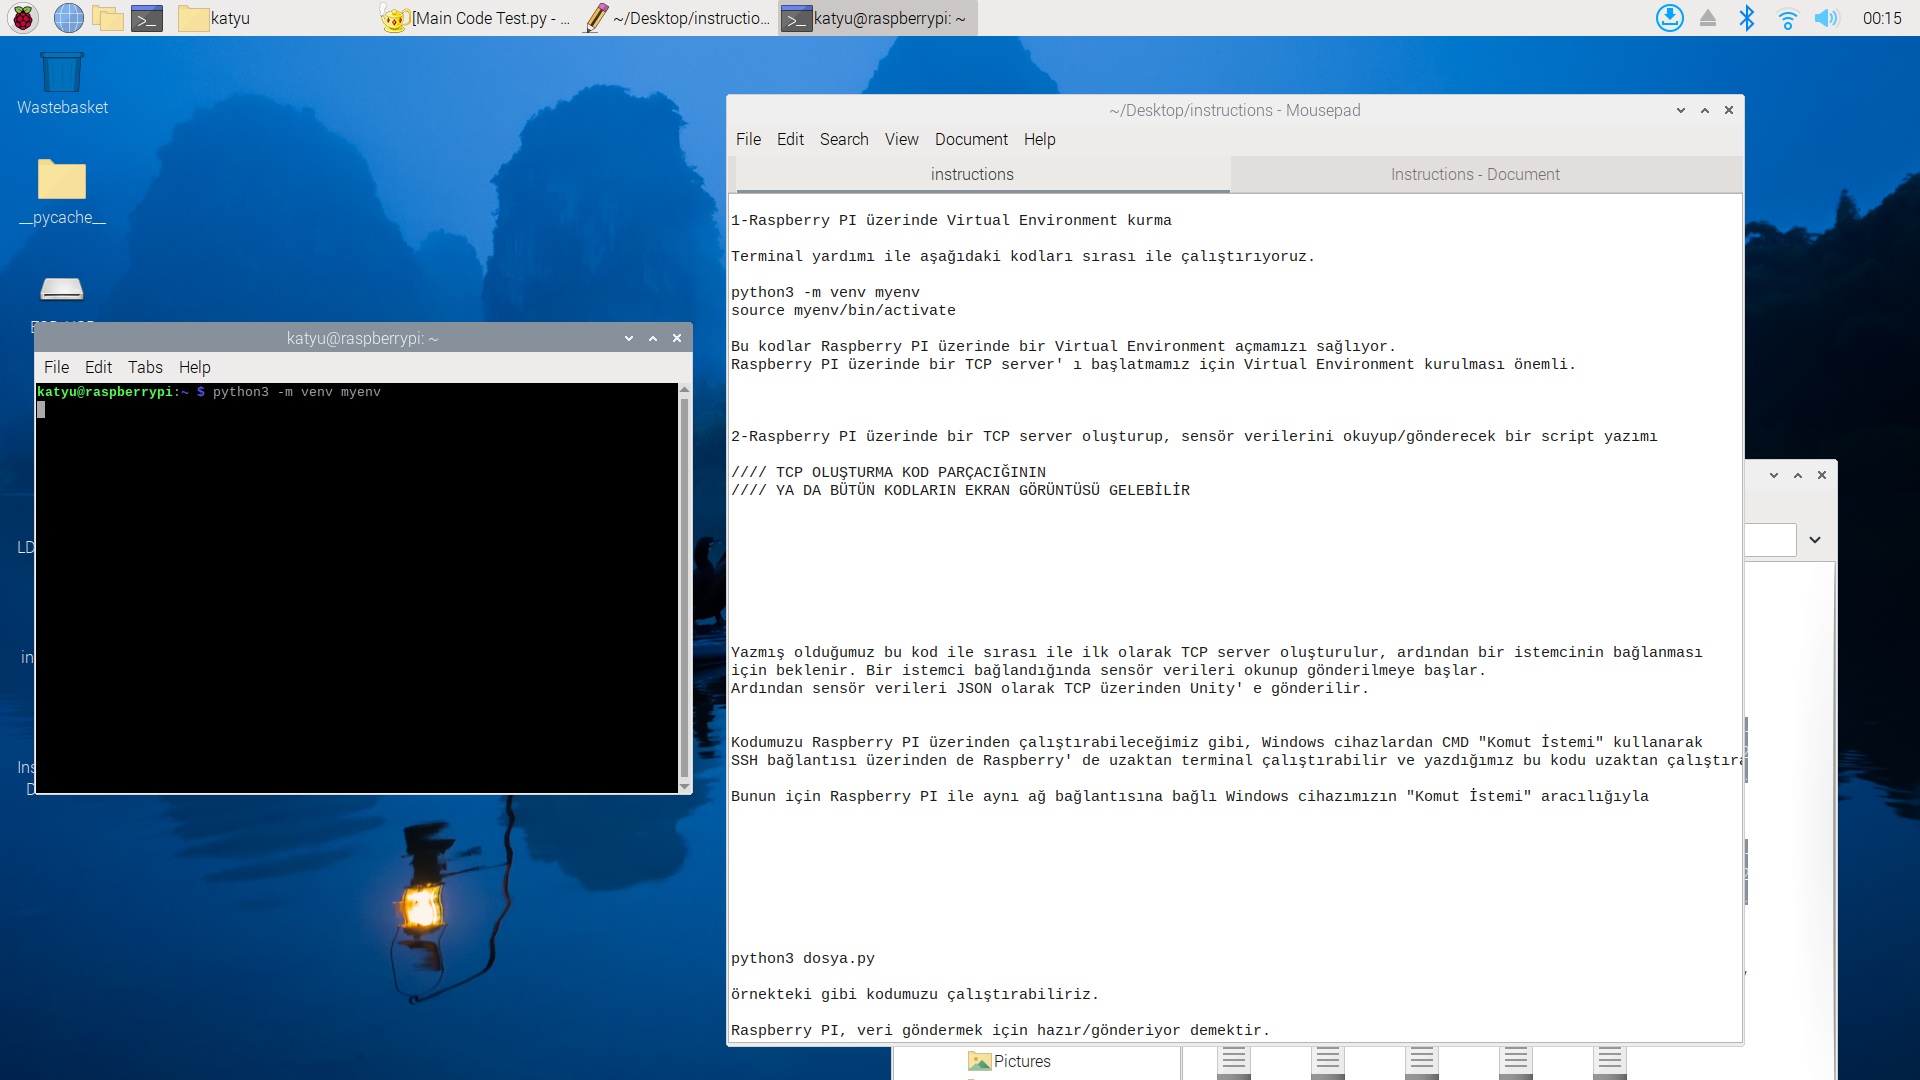 katyu
[Main Code Test.py - ...
~/Desktop/instructio...
katyu@raspberrypi: ~
00:15
Wastebasket
__pycache__
katyu@raspberrypi: ~
File Edit Tabs Help
katyu@raspberrypi:~ $ python3 -m venv myenv
LD
in
Ins
D
~/Desktop/instructions - Mousepad
File Edit Search View Document Help
instructions
Instructions - Document
1-Raspberry PI üzerinde Virtual Environment kurma
Terminal yardımı ile aşağıdaki kodları sırası ile çalıştırıyoruz.
python3 -m venv myenv
source myenv/bin/activate
Bu kodlar Raspberry PI üzerinde bir Virtual Environment açmamızı sağlıyor.
Raspberry PI üzerinde bir TCP server' ı başlatmamız için Virtual Environment kurulması önemli.
2-Raspberry PI üzerinde bir TCP server oluşturup, sensör verilerini okuyup/gönderecek bir script yazımı
//// TCP OLUŞTURMA KOD PARÇACIĞININ
//// YA DA BÜTÜN KODLARIN EKRAN GÖRÜNTÜSÜ GELEBİLİR
Yazmış olduğumuz bu kod ile sırası ile ilk olarak TCP server oluşturulur, ardından bir istemcinin bağlanması
için beklenir. Bir istemci bağlandığında sensör verileri okunup gönderilmeye başlar.
Ardından sensör verileri JSON olarak TCP üzerinden Unity' e gönderilir.
Kodumuzu Raspberry PI üzerinden çalıştırabileceğimiz gibi, Windows cihazlardan CMD "Komut İstemi" kullanarak
SSH bağlantısı üzerinden de Raspberry' de uzaktan terminal çalıştırabilir ve yazdığımız bu kodu uzaktan çalıştıra
Bunun için Raspberry PI ile aynı ağ bağlantısına bağlı Windows cihazımızın "Komut İstemi" aracılığıyla
python3 dosya.py
örnekteki gibi kodumuzu çalıştırabiliriz.
Raspberry PI, veri göndermek için hazır/gönderiyor demektir.
Pictures